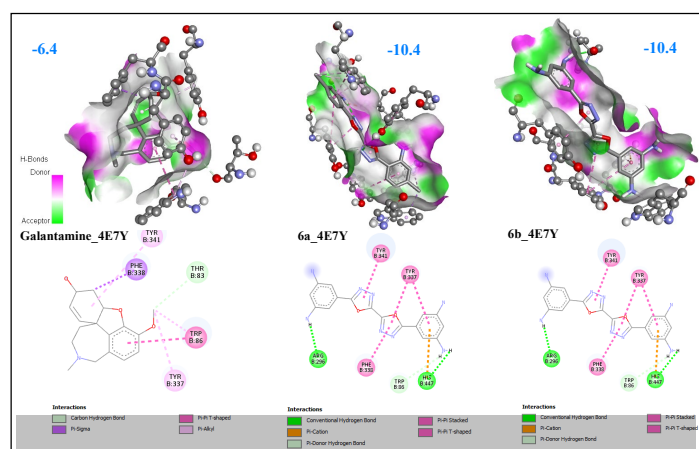 -6.4
-10.4
-10.4
H-Bonds
Donor
Acceptor
Galantamine_4E7Y
6a_4E7Y
6b_4E7Y
TYR
B:341
PHE
B:338
THR
B:83
TRP
B:86
TYR
B:337
TYR
B:341
TYR
B:337
ARG
B:296
PHE
B:338
TRP
B:86
HIS
B:447
H
H
TYR
B:341
TYR
B:337
ARG
B:296
PHE
B:338
TRP
B:86
HIS
B:447
H
H
Interactions
Carbon Hydrogen Bond
Pi-Sigma
Pi-Pi T-shaped
Pi-Alkyl
Interactions
Conventional Hydrogen Bond
Pi-Cation
Pi-Donor Hydrogen Bond
Pi-Pi Stacked
Pi-Pi T-shaped
Interactions
Conventional Hydrogen Bond
Pi-Cation
Pi-Donor Hydrogen Bond
Pi-Pi Stacked
Pi-Pi T-shaped